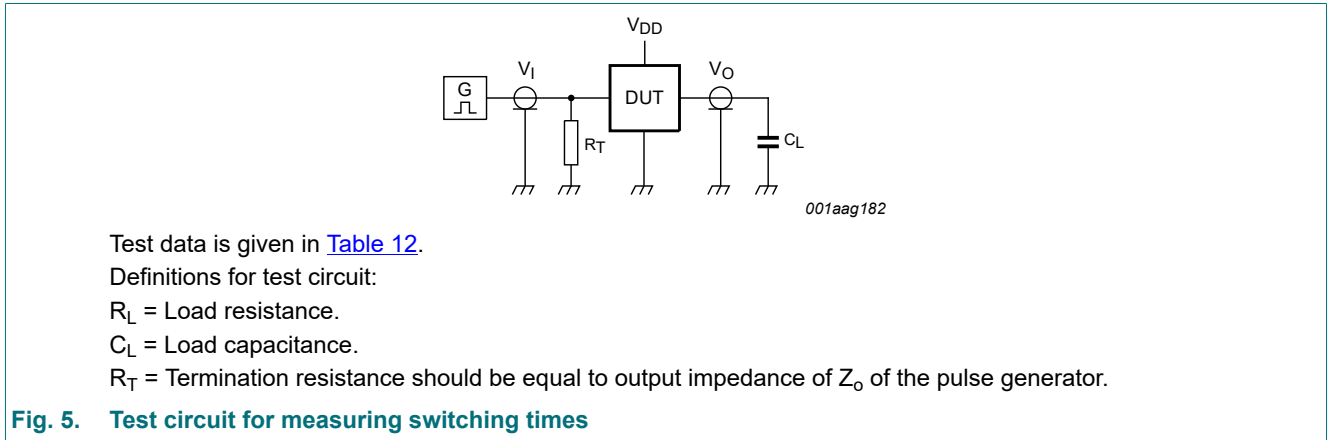 VDD
VI
VO
G
DUT
RT
CL
001aag182
Test data is given in Table 12.
Definitions for test circuit:
RL = Load resistance.
CL = Load capacitance.
RT = Termination resistance should be equal to output impedance of Zo of the pulse generator.
Fig. 5. Test circuit for measuring switching times